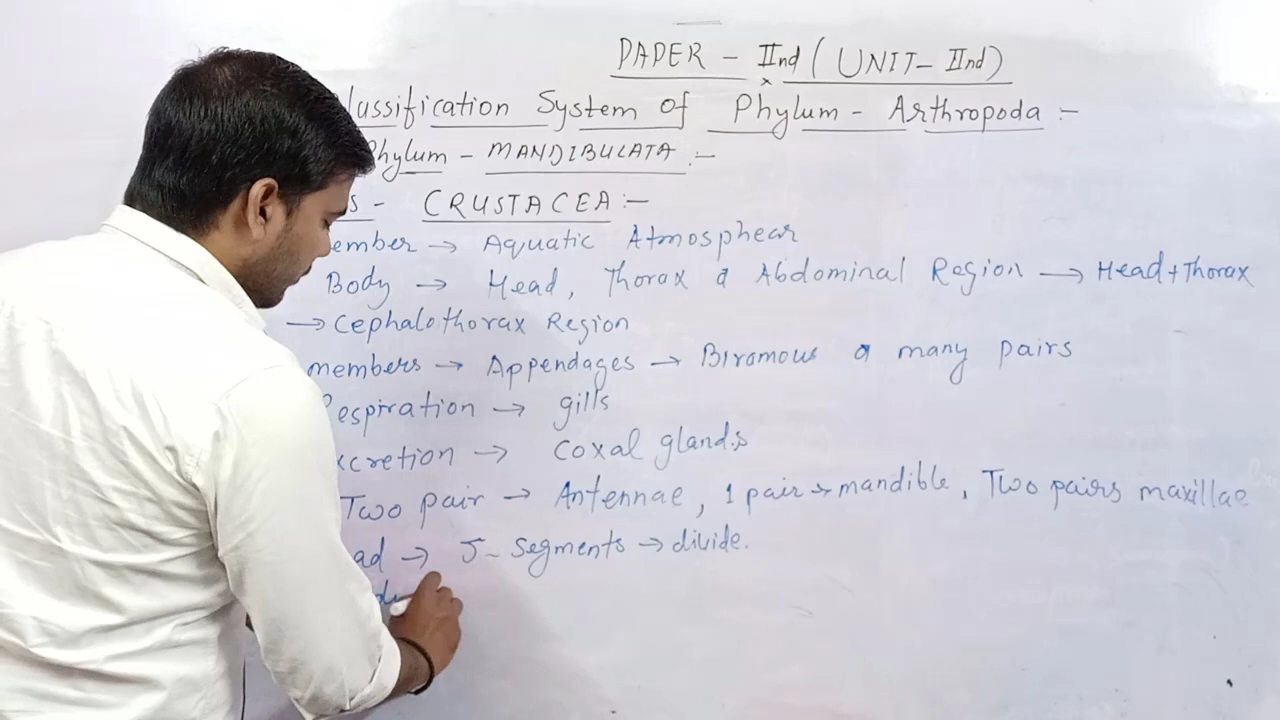 PAPER - IInd ( UNIT- IInd)
lassification System of Phylum - Arthropoda :-
Phylum - MANDIBULATA :-
s - CRUSTACEA :-
ember → Aquatic Atmosphear
Body → Head, Thorax & Abdominal Region → Head + Thorax
→ Cephalothorax Region
members → Appendages → Biramous & many pairs
Respiration → gills
xcretion → Coxal glands
Two pair → Antennae, 1 pair → mandible, Two pairs maxillae
ad → 5- Segments → divide.